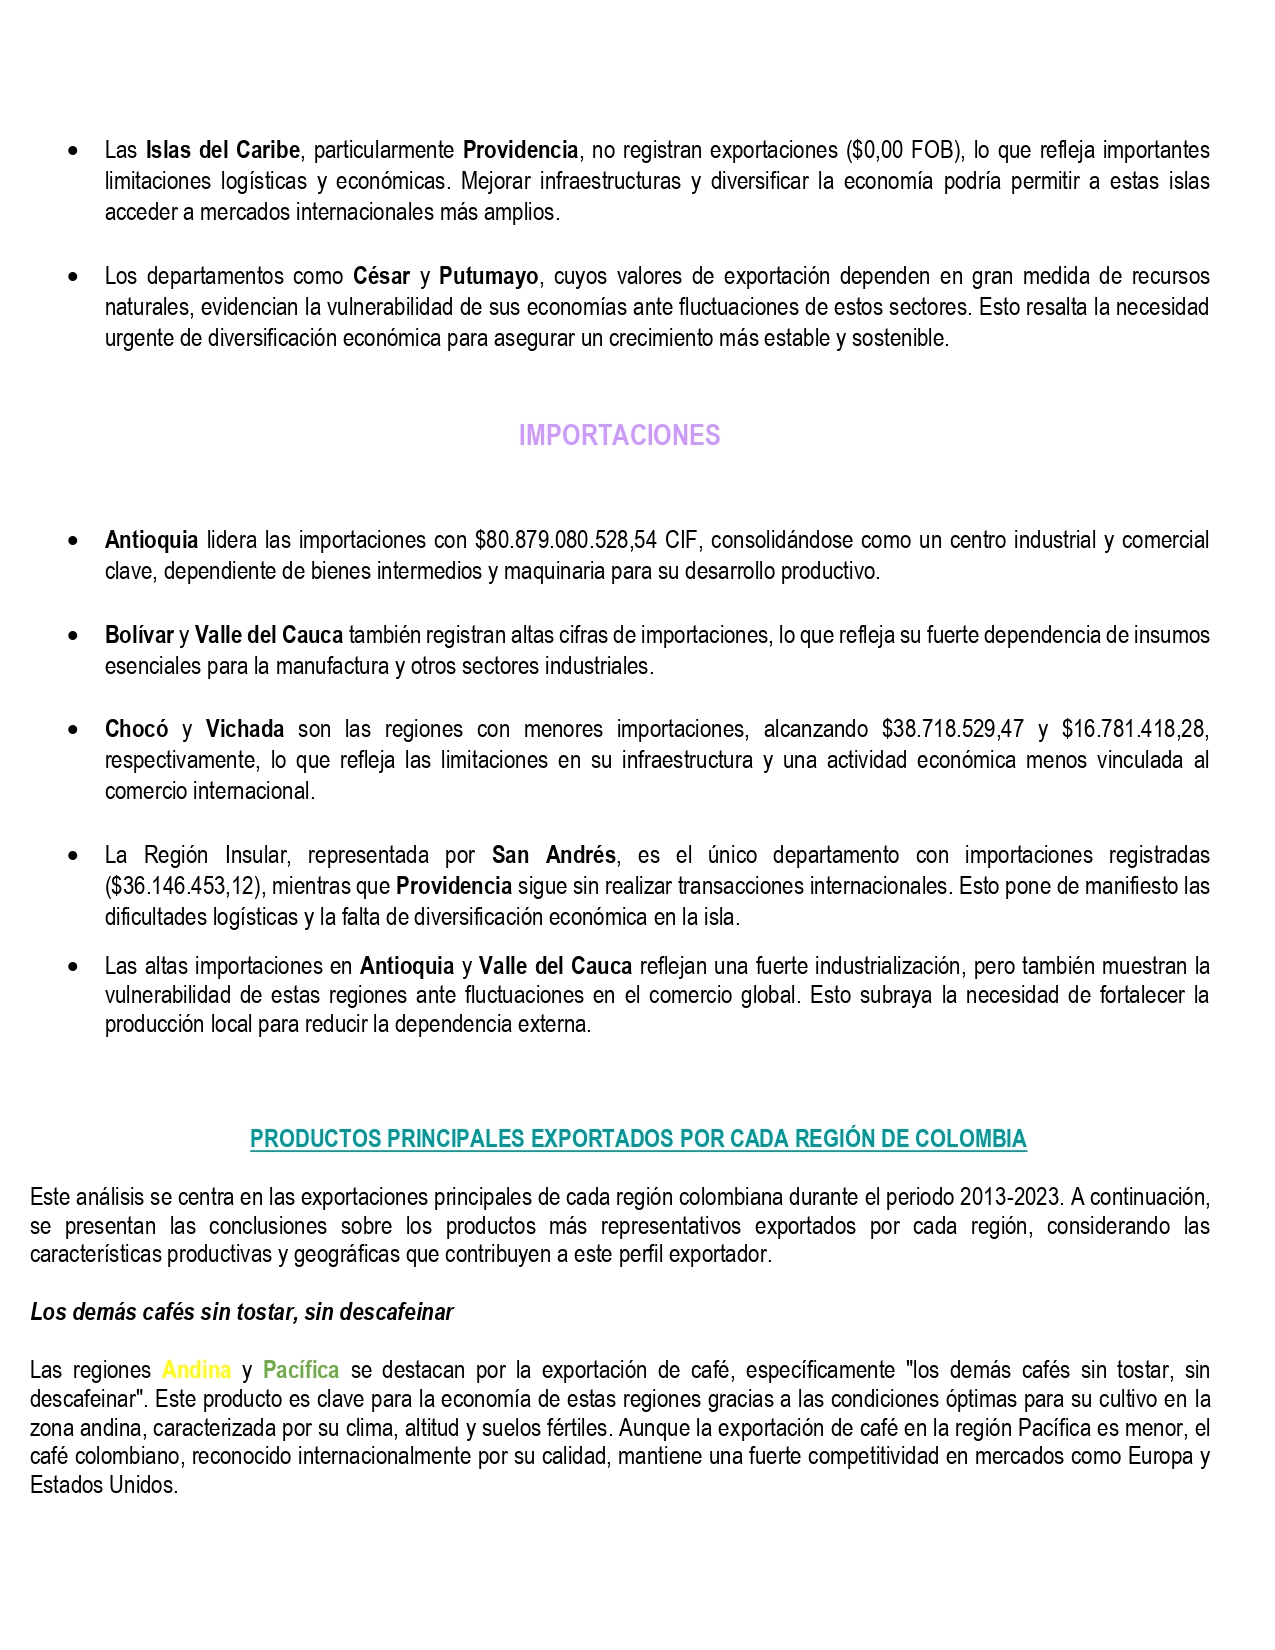 • Las Islas del Caribe, particularmente Providencia, no registran exportaciones ($0,00 FOB), lo que refleja importantes
limitaciones logísticas y económicas. Mejorar infraestructuras y diversificar la economía podría permitir a estas islas
acceder a mercados internacionales más amplios.
• Los departamentos como César y Putumayo, cuyos valores de exportación dependen en gran medida de recursos
naturales, evidencian la vulnerabilidad de sus economías ante fluctuaciones de estos sectores. Esto resalta la necesidad
urgente de diversificación económica para asegurar un crecimiento más estable y sostenible.
IMPORTACIONES
• Antioquia lidera las importaciones con $80.879.080.528,54 CIF, consolidándose como un centro industrial y comercial
clave, dependiente de bienes intermedios y maquinaria para su desarrollo productivo.
• Bolívar y Valle del Cauca también registran altas cifras de importaciones, lo que refleja su fuerte dependencia de insumos
esenciales para la manufactura y otros sectores industriales.
• Chocó y Vichada son las regiones con menores importaciones, alcanzando $38.718.529,47 y $16.781.418,28,
respectivamente, lo que refleja las limitaciones en su infraestructura y una actividad económica menos vinculada al
comercio internacional.
• La Región Insular, representada por San Andrés, es el único departamento con importaciones registradas
($36.146.453,12), mientras que Providencia sigue sin realizar transacciones internacionales. Esto pone de manifiesto las
dificultades logísticas y la falta de diversificación económica en la isla.
• Las altas importaciones en Antioquia y Valle del Cauca reflejan una fuerte industrialización, pero también muestran la
vulnerabilidad de estas regiones ante fluctuaciones en el comercio global. Esto subraya la necesidad de fortalecer la
producción local para reducir la dependencia externa.
PRODUCTOS PRINCIPALES EXPORTADOS POR CADA REGIÓN DE COLOMBIA
Este análisis se centra en las exportaciones principales de cada región colombiana durante el periodo 2013-2023. A continuación,
se presentan las conclusiones sobre los productos más representativos exportados por cada región, considerando las
características productivas y geográficas que contribuyen a este perfil exportador.
Los demás cafés sin tostar, sin descafeinar
Las regiones Andina y Pacífica se destacan por la exportación de café, específicamente "los demás cafés sin tostar, sin
descafeinar". Este producto es clave para la economía de estas regiones gracias a las condiciones óptimas para su cultivo en la
zona andina, caracterizada por su clima, altitud y suelos fértiles. Aunque la exportación de café en la región Pacífica es menor, el
café colombiano, reconocido internacionalmente por su calidad, mantiene una fuerte competitividad en mercados como Europa y
Estados Unidos.